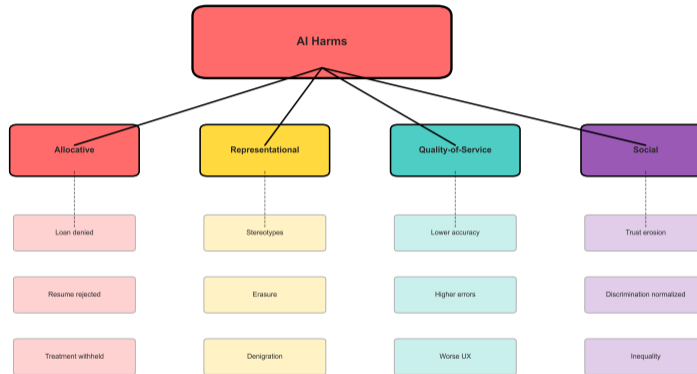 AI Harms
Allocative
Representational
Quality-of-Service
Social
Loan denied
Stereotypes
Lower accuracy
Trust erosion
Resume rejected
Erasure
Higher errors
Discrimination normalized
Treatment withheld
Denigration
Worse UX
Inequality